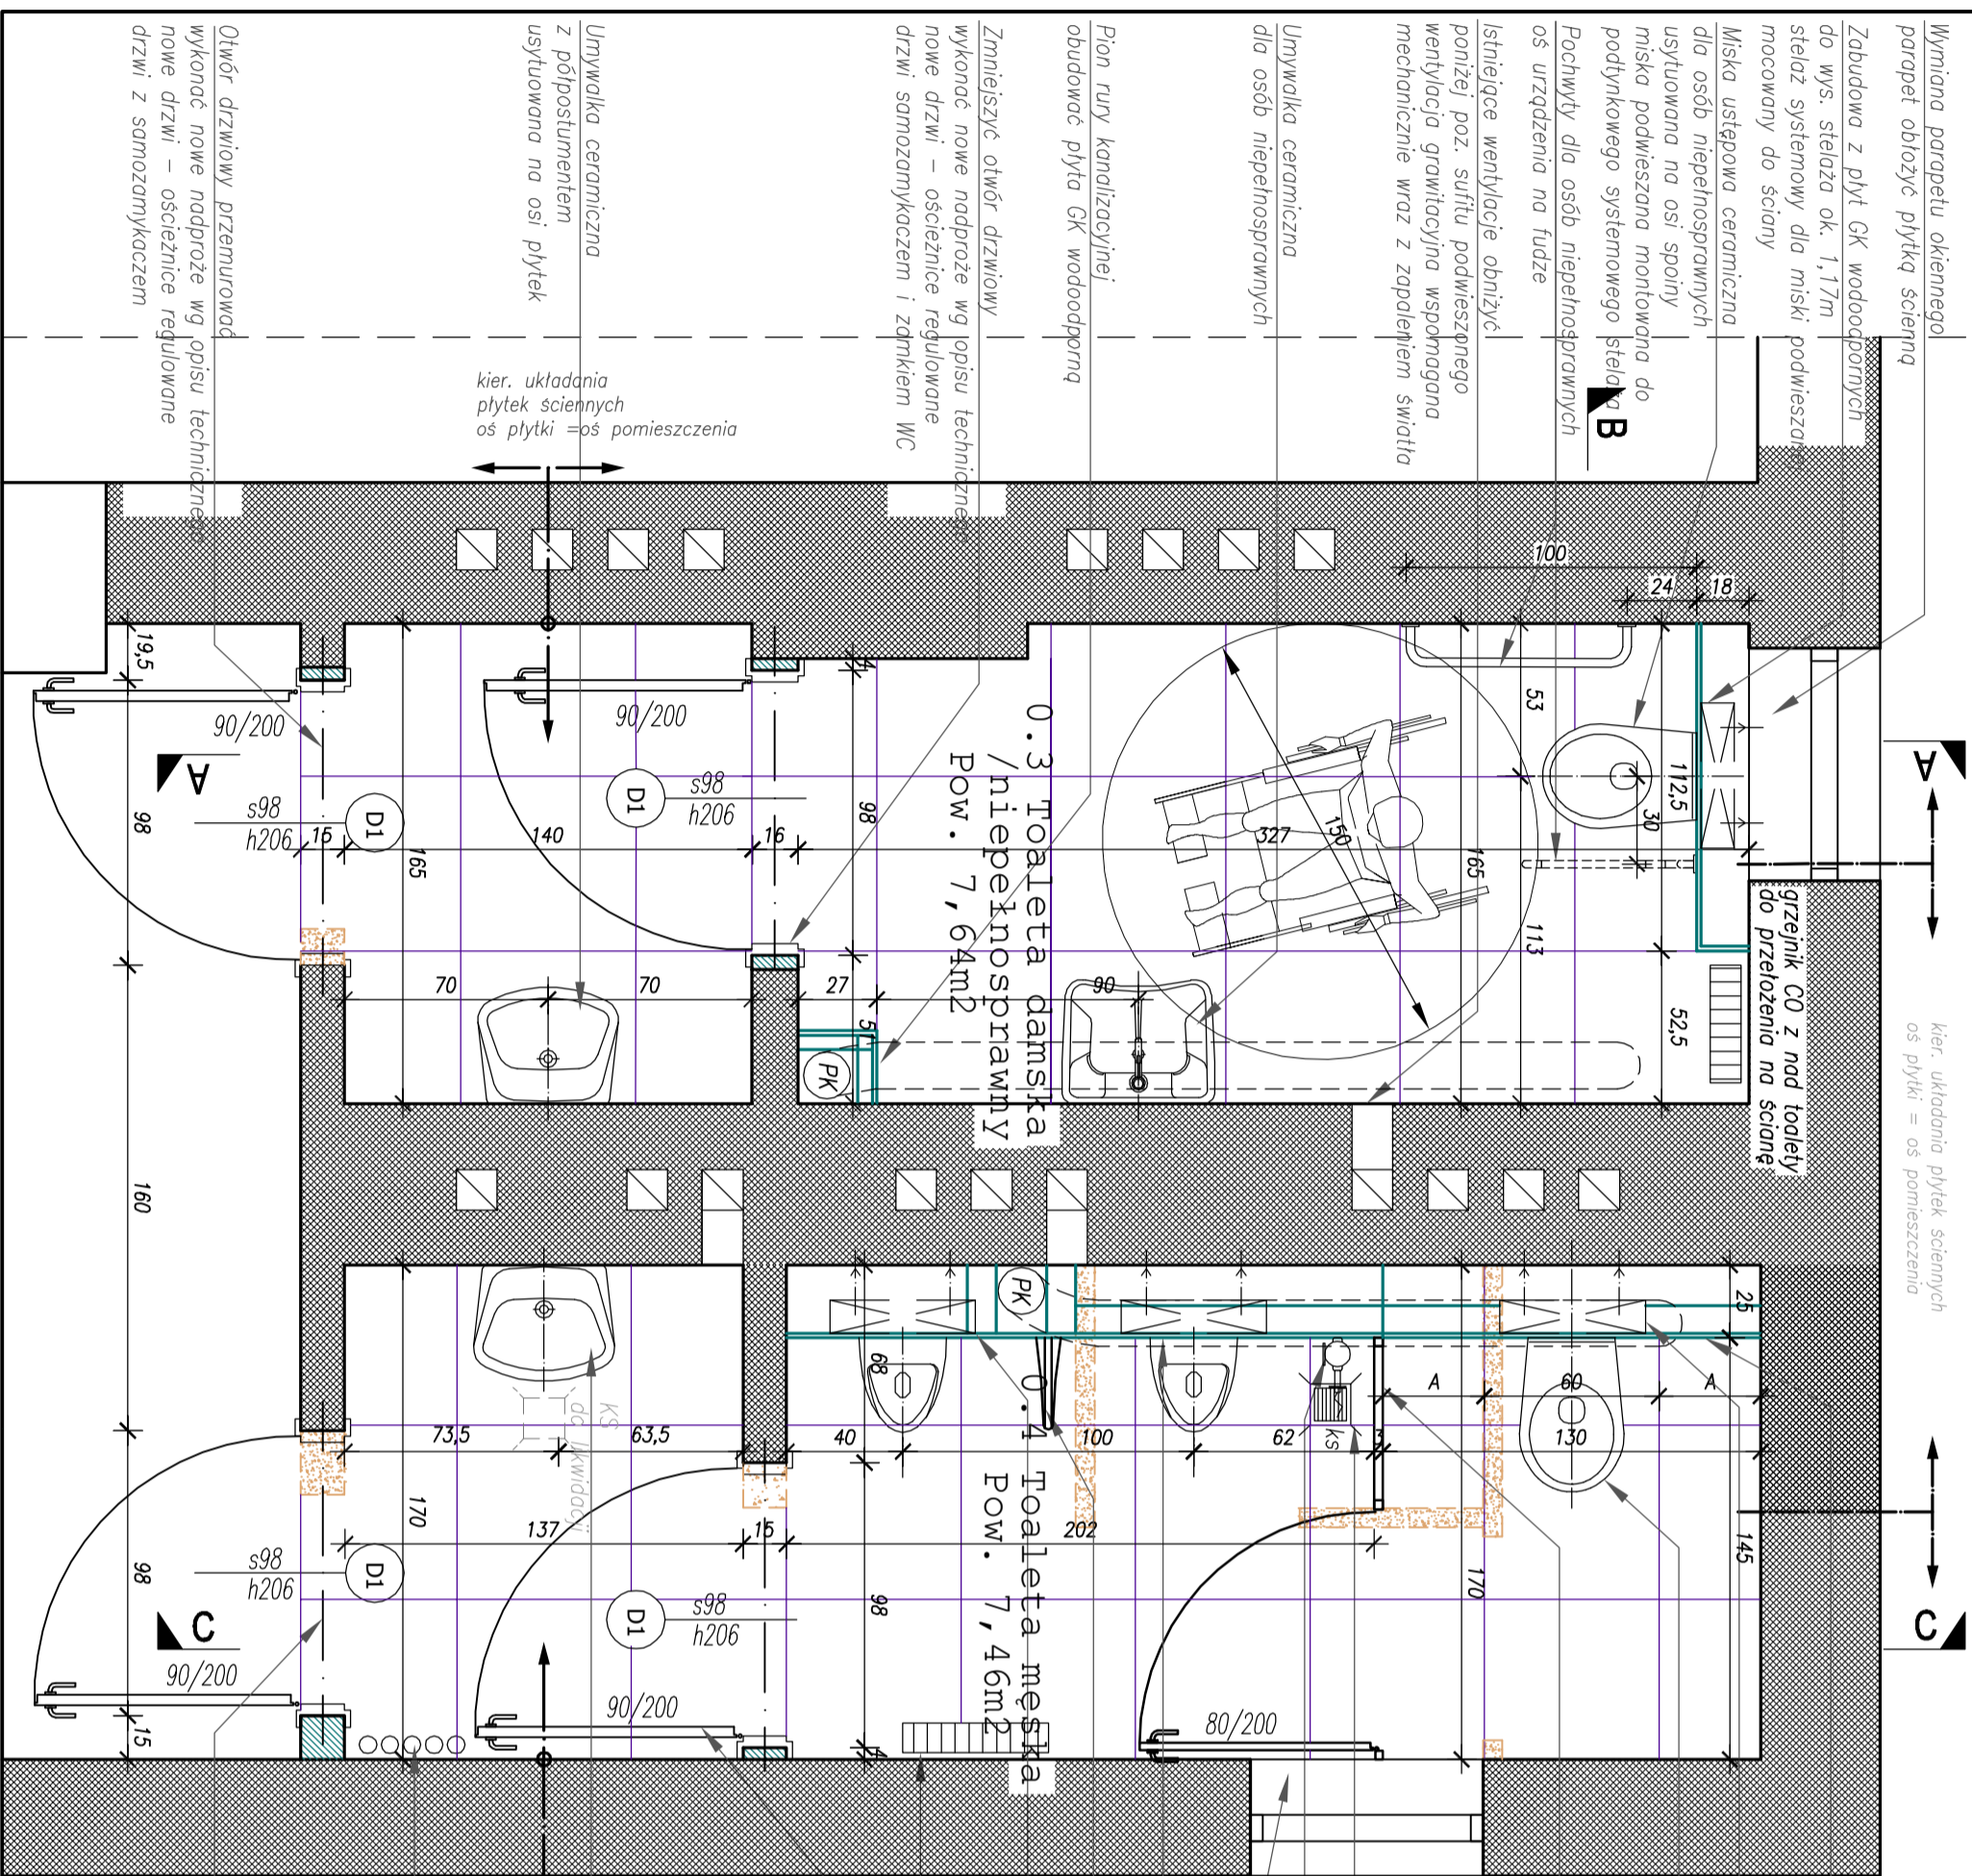 Wymiana parapetu okiennego
parapet obłożyć płytką ścienną
Zabudowa z płyt GK wodoodpornych
do wys. stelaża ok. 1,17m
stelaż systemowy dla miski podwieszanej
mocowany do ściany
Miska ustępowa ceramiczna
dla osób niepełnosprawnych
usytuowana na osi spoiny
miska podwieszana montowana do
podtynkowego systemowego stelaża
Pochwyty dla osób niepełnosprawnych
oś urządzenia na fudze
Istniejące wentylacje obniżyć
poniżej poz. sufitu podwieszonego
wentylacja grawitacyjna wspomagana
mechanicznie wraz z zapaleniem światła
Umywalka ceramiczna
dla osób niepełnosprawnych
Pion rury kanalizacyjnej
obudować płyta GK wodoodporną
Zmniejszyć otwór drzwiowy
wykonać nowe nadproże wg opisu technicznego
nowe drzwi – ościeżnice regulowane
drzwi samozamykaczem i zamkiem WC
Umywalka ceramiczna
z półpostumentem
usytuowana na osi płytek
Otwór drzwiowy przemurować
wykonać nowe nadproże wg opisu technicznego
nowe drzwi – ościeżnice regulowane
drzwi z samozamykaczem
kier. układania
płytek ściennych
oś płytki =oś pomieszczenia
B
A
A
C
C
kier. układania płytek ściennych
oś płytki = oś pomieszczenia
grzejnik CO z nad toalety
do przełożenia na ścianę
0.3 Toaleta damska
/niepełnosprawny
Pow. 7,64m2
0.4 Toaleta męska
Pow. 7,46m2
100
24
18
53
112,5
30
113
52,5
165
150
327
90
27
51
PK
4
98
16
140
15
165
70
70
19,5
98
160
98
15
90/200
90/200
D1
s98
h206
D1
s98
h206
25
A
60
A
130
145
170
3
62
ks
100
40
68
PK
202
15
137
73,5
63,5
170
98
4
KS
do likwidacji
D1
s98
h206
D1
s98
h206
90/200
90/200
80/200